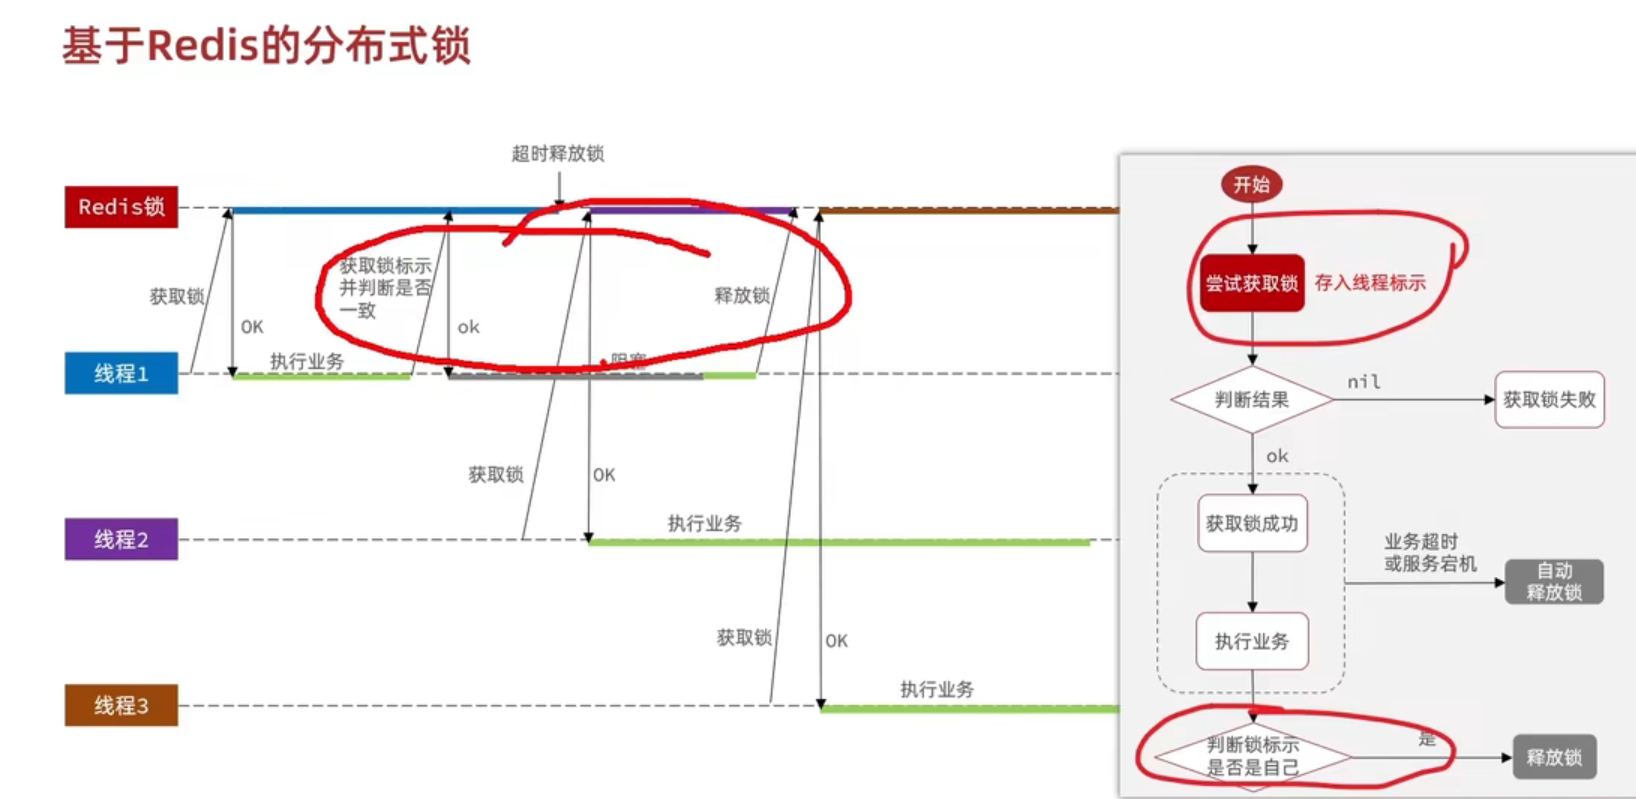 基于Redis的分布式锁
超时释放锁
Redis锁
获取锁
OK
获取锁标示
并判断是否
一致
ok
释放锁
执行业务
阻塞
线程1
获取锁
OK
执行业务
线程2
获取锁
OK
执行业务
线程3
开始
尝试获取锁
存入线程标示
判断结果
nil
获取锁失败
ok
获取锁成功
执行业务
业务超时
或服务宕机
自动
释放锁
判断锁标示
是否是自己
是
释放锁